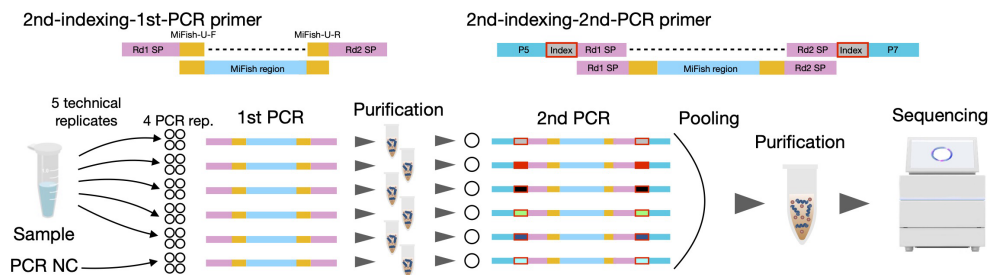 2nd-indexing-1st-PCR primer
MiFish-U-F
MiFish-U-R
Rd1 SP
Rd2 SP
MiFish region
2nd-indexing-2nd-PCR primer
P5
Index
Rd1 SP
Rd2 SP
Index
P7
Rd1 SP
MiFish region
Rd2 SP
5 technical
replicates
4 PCR rep.
1st PCR
Purification
2nd PCR
Pooling
Purification
Sequencing
Sample
PCR NC